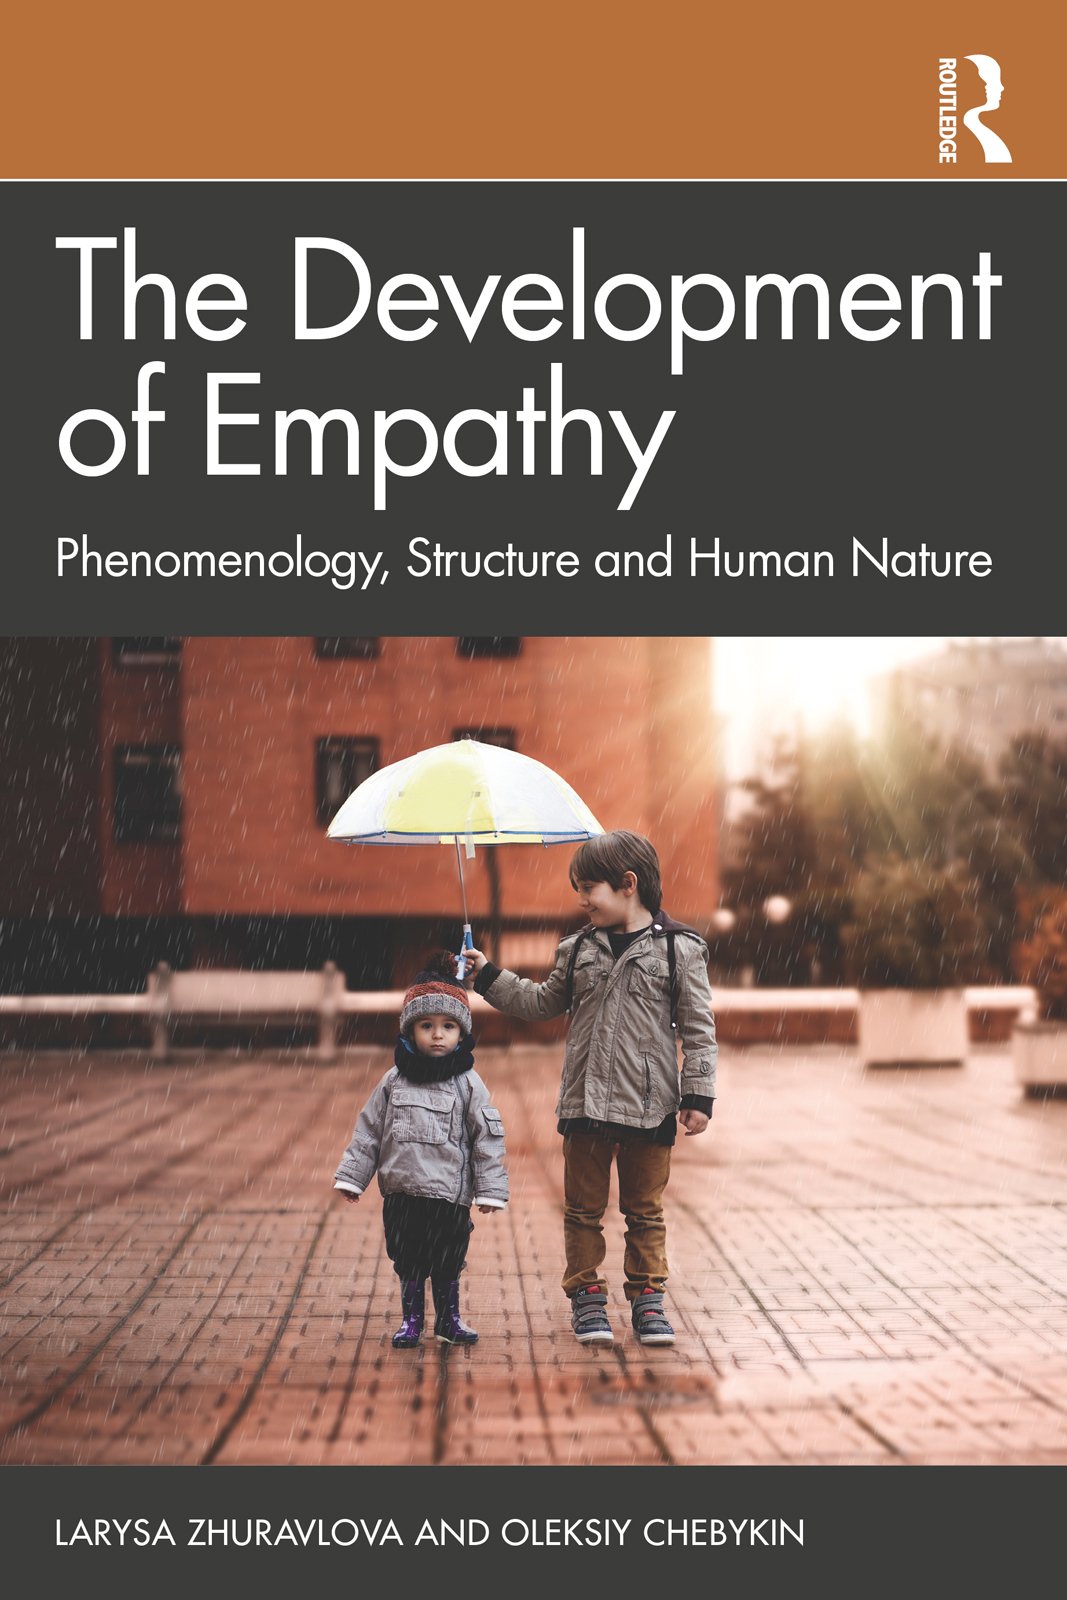 ROUTLEDGE
The Development
of Empathy
Phenomenology, Structure and Human Nature
LARYSA ZHURAVLOVA AND OLEKSIY CHEBYKIN